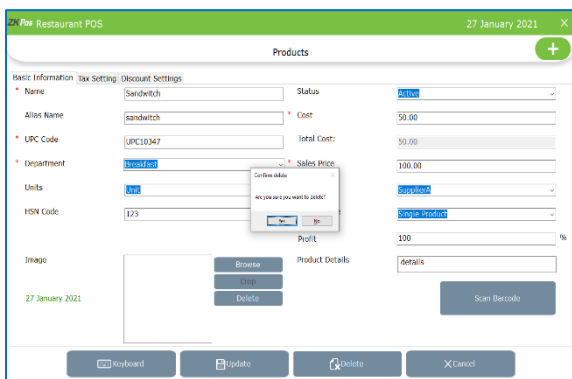 ZKPos Restaurant POS 27 January 2021 X
Products +
Basic Information Tax Setting Discount Settings
* Name Sandwitch Status Active
Alias Name sandwitch * Cost 50.00
* UPC Code UPC10347 Total Cost: 50.00
* Department Breakfast * Sales Price 100.00
Confirm delete
Are you sure you want to delete?
Yes No
Units Unit SupplierA
HSN Code 123 Single Product
Profit 100 %
Image Browse Product Details details
Crop
27 January 2021 Delete Scan Barcode
Keyboard Update Delete XCancel